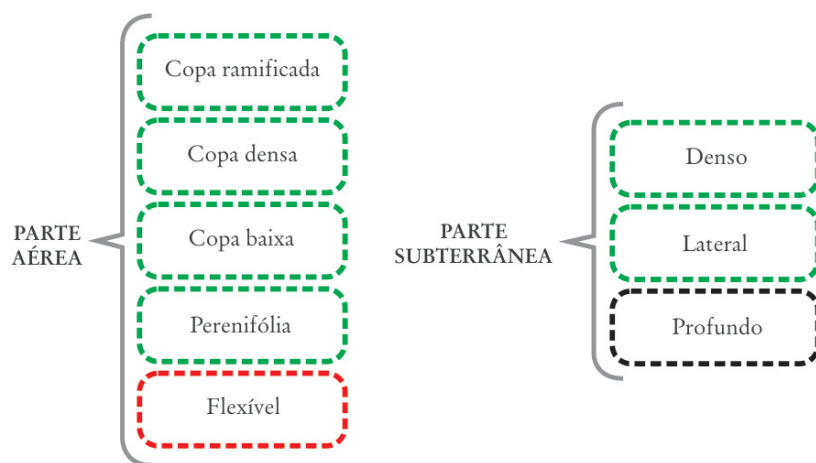 PARTE
AÉREA
Copa ramificada
Copa densa
Copa baixa
Perenifólia
Flexível
PARTE
SUBTERRÂNEA
Denso
Lateral
Profundo